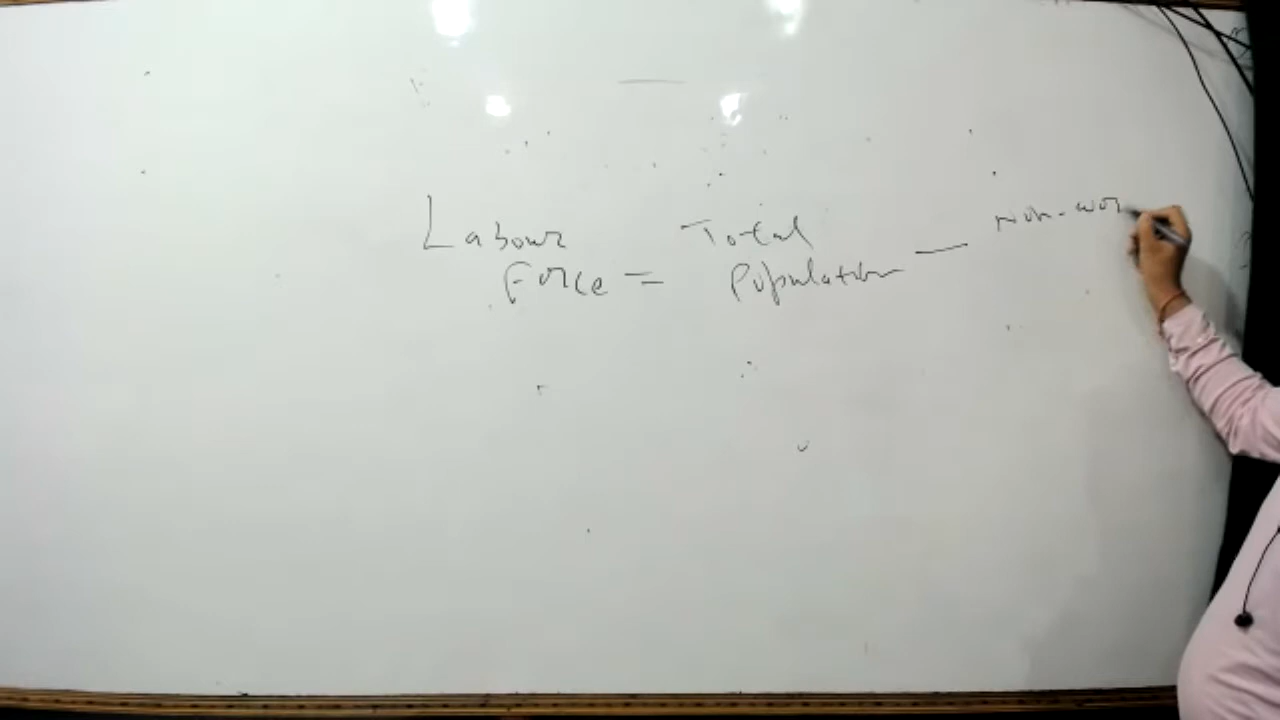 Labour Total — Non-wor
Force = Population